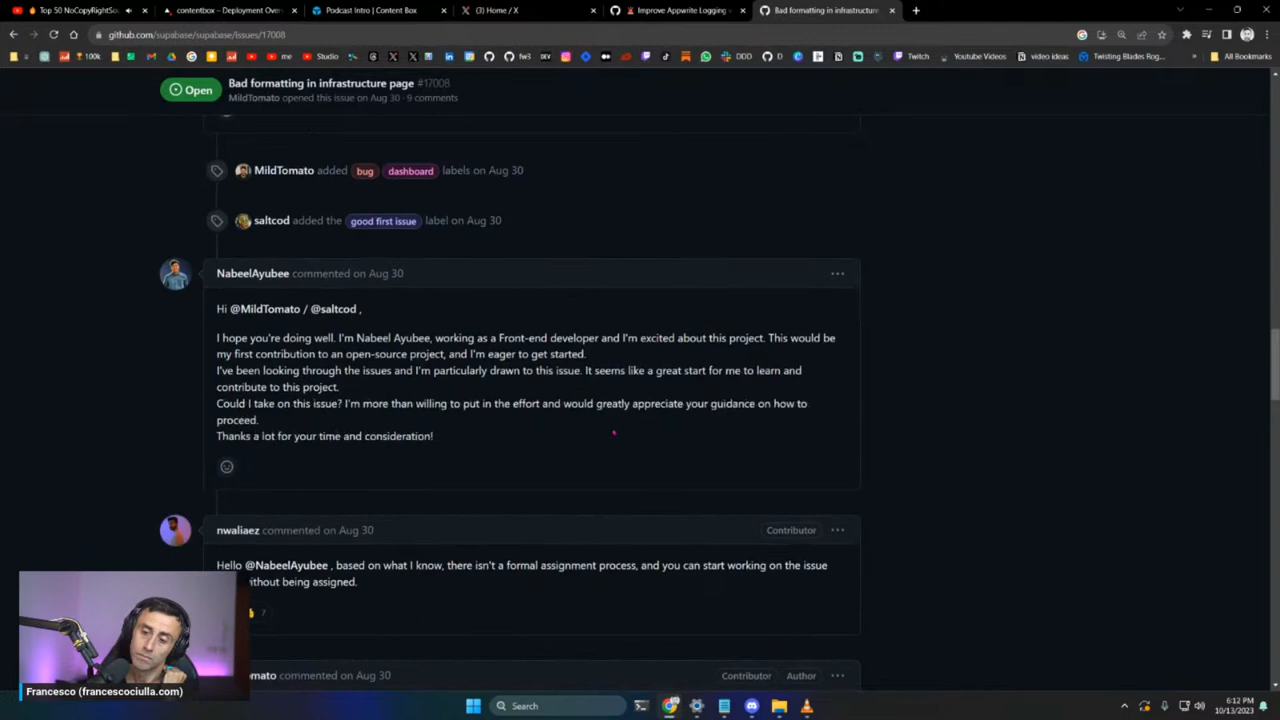 Top 50 NoCopyRightSou
contentbox – Deployment Over
Podcast Intro | Content Box
(3) Home / X
Improve Appwrite Logging
Bad formatting in infrastructure
github.com/supabase/supabase/issues/17008
100k
me
me
Studio
fw3
DEV
DDD
D
Twitch
Youtube Videos
video ideas
Twisting Blades Rog...
All Bookmarks
Open
Bad formatting in infrastructure page #17008
MildTomato opened this issue on Aug 30 · 9 comments
MildTomato added bug dashboard labels on Aug 30
saltcod added the good first issue label on Aug 30
NabeelAyubee commented on Aug 30
Hi @MildTomato / @saltcod ,
I hope you're doing well. I'm Nabeel Ayubee, working as a Front-end developer and I'm excited about this project. This would be
my first contribution to an open-source project, and I'm eager to get started.
I've been looking through the issues and I'm particularly drawn to this issue. It seems like a great start for me to learn and
contribute to this project.
Could I take on this issue? I'm more than willing to put in the effort and would greatly appreciate your guidance on how to
proceed.
Thanks a lot for your time and consideration!
nwaliaez commented on Aug 30
Contributor
Hello @NabeelAyubee , based on what I know, there isn't a formal assignment process, and you can start working on the issue
without being assigned.
7
omato commented on Aug 30
Contributor
Author
Francesco (francescociulla.com)
Search
6:12 PM
10/13/2023